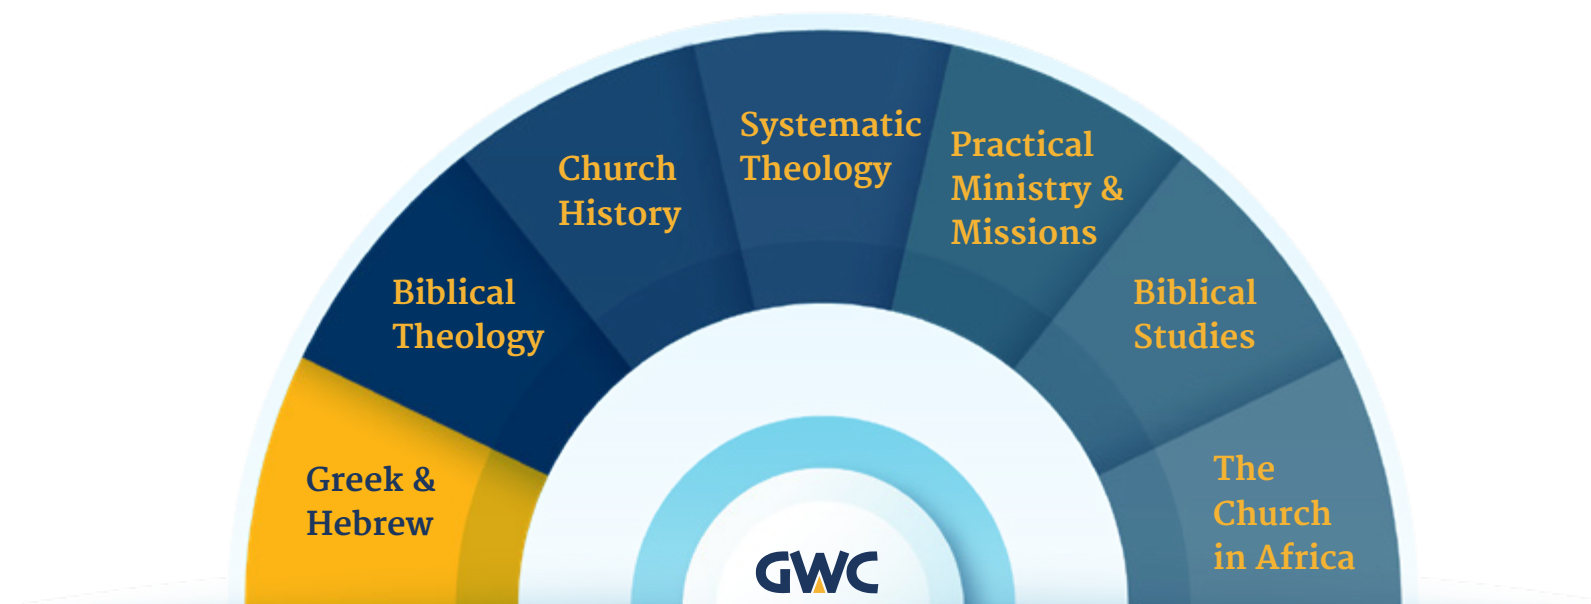 Systematic
Theology
Practical
Ministry &
Missions
Church
History
Biblical
Theology
Biblical
Studies
Greek &
Hebrew
The
Church
in Africa
GWC